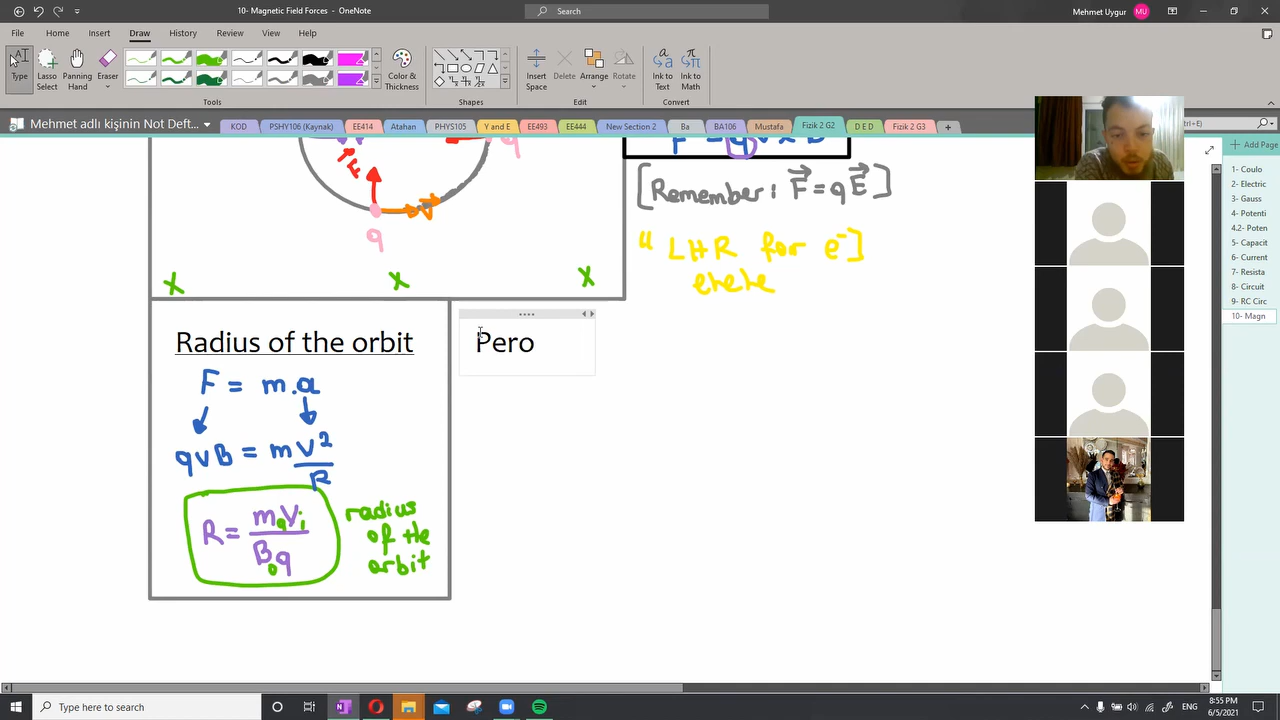 10- Magnetic Field Forces - OneNote
Search
Mehmet Uygur
MU
File Home Insert Draw History Review View Help
Type
Lasso Select
Panning Hand
Eraser
Color & Thickness
Insert Space
Delete
Arrange
Rotate
Ink to Text
Ink to Math
Tools
Shapes
Edit
Convert
Mehmet adlı kişinin Not Deft...
KOD PSHY106 (Kaynak) EE414 Atahan PHYS105 Y and E EE493 EE444 New Section 2 Ba BA106 Mustafa Fizik 2 G2 D E D Fizik 2 G3 +
ctrl+E)
Add Page
1- Coulo
2- Electric
3- Gauss
4- Potenti
4.2- Poten
5- Capacit
6- Current
7- Resista
8- Circuit
9- RC Circ
10- Magn
F
q
V
q
X X X
[Remember: F = q E]
" LHR for e⁻]
Radius of the orbit
F = m.a
qvB = m v²/R
R = m₀Vᵢ / B₀q
radius
of the
orbit
Pero
Type here to search
ENG
8:55 PM
6/5/2021